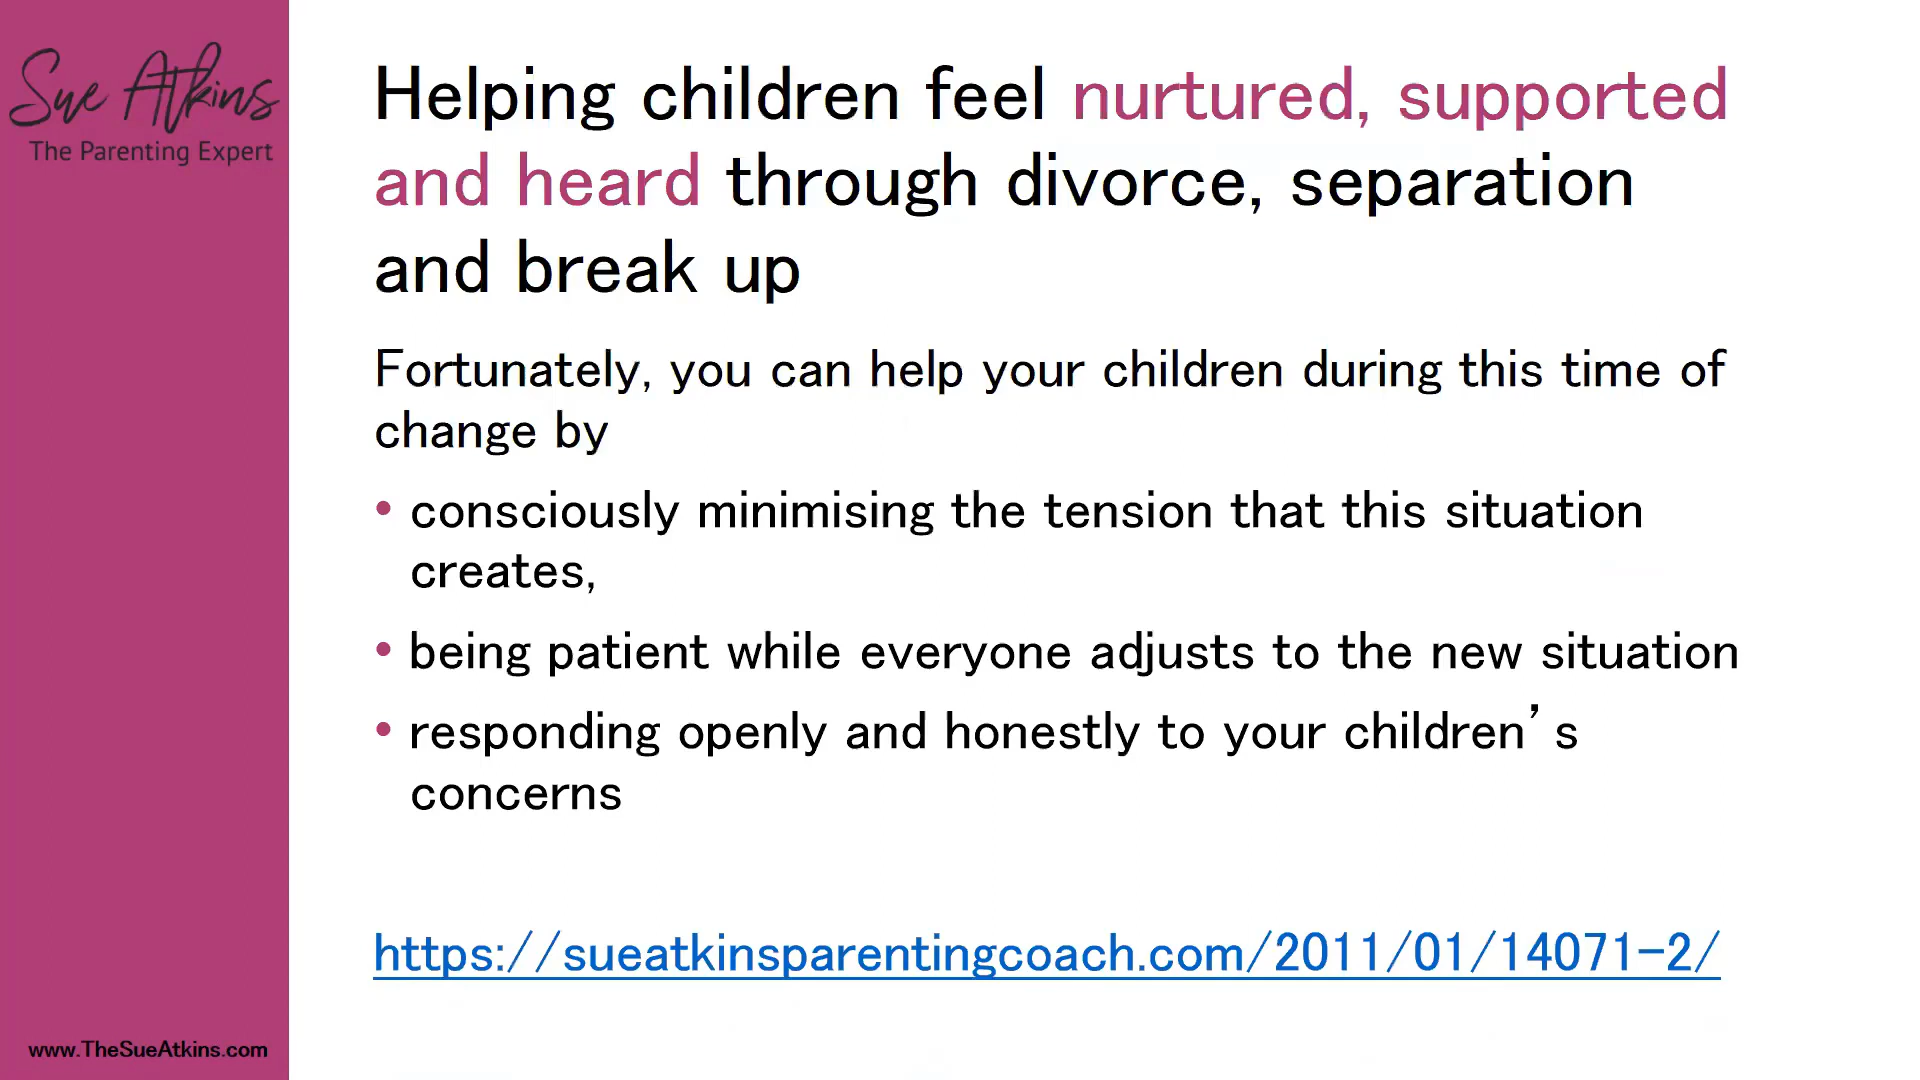 Sue Atkins
The Parenting Expert
Helping children feel nurtured, supported
and heard through divorce, separation
and break up
Fortunately, you can help your children during this time of
change by
• consciously minimising the tension that this situation
creates,
• being patient while everyone adjusts to the new situation
• responding openly and honestly to your children’s
concerns
https://sueatkinsparentingcoach.com/2011/01/14071-2/
www.TheSueAtkins.com